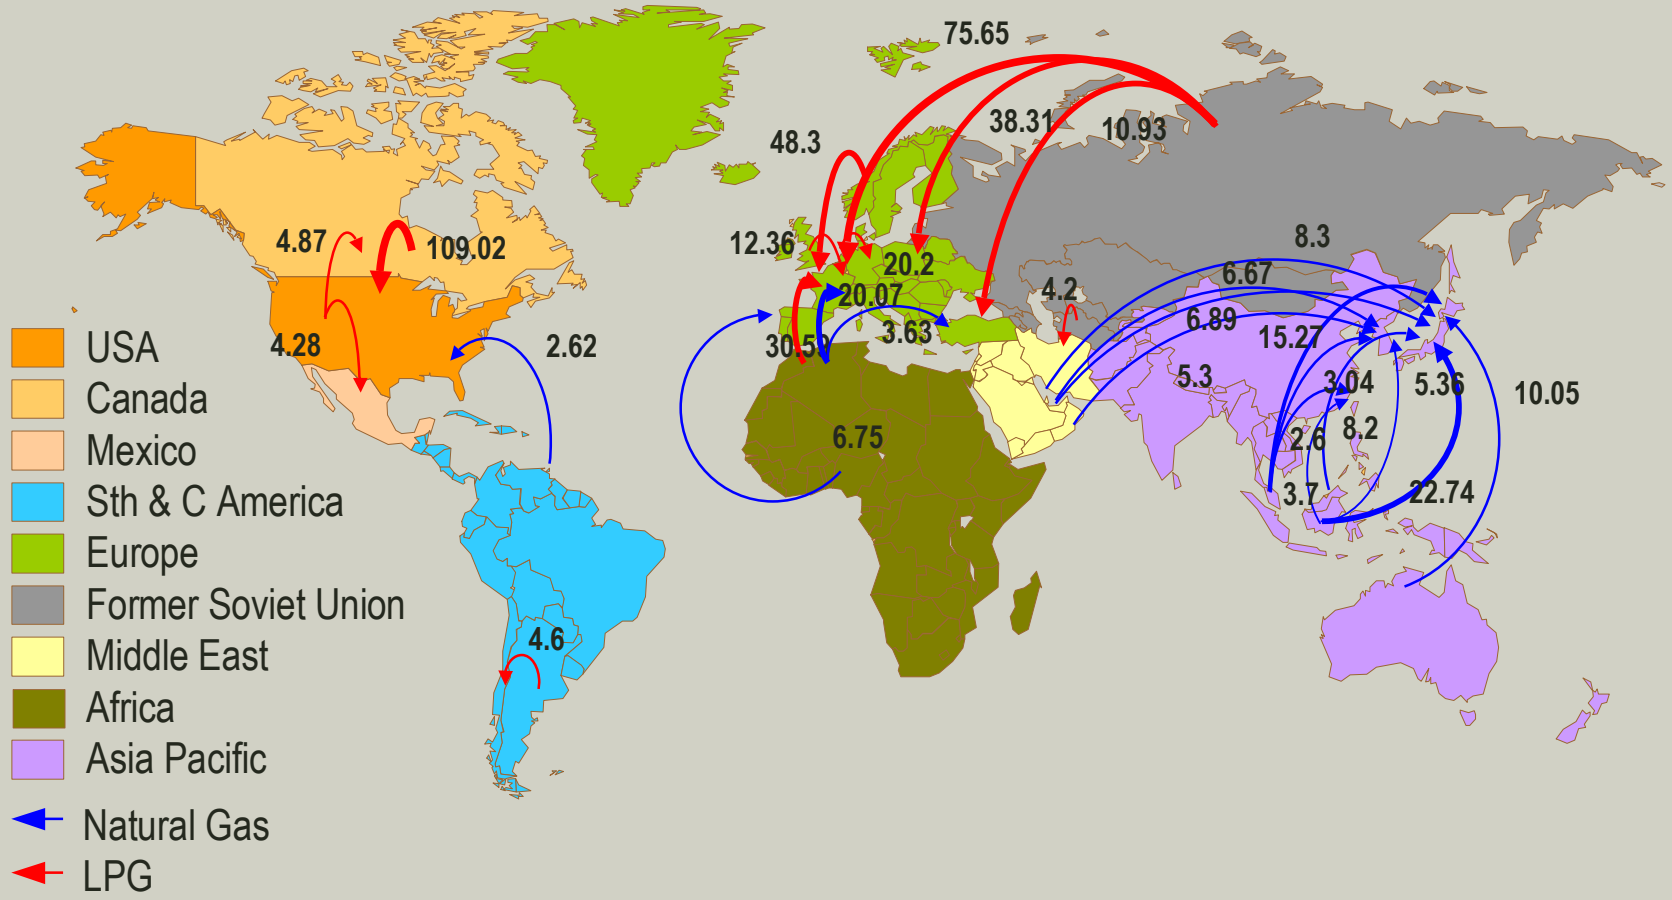 75.65
38.31
10.93
48.3
4.87
109.02
12.36
20.2
8.3
6.67
20.07
4.2
4.28
2.62
3.63
6.89
15.27
5.3
3.04
5.36
10.05
6.75
2.6
8.2
3.7
22.74
4.6
USA
Canada
Mexico
Sth & C America
Europe
Former Soviet Union
Middle East
Africa
Asia Pacific
Natural Gas
LPG